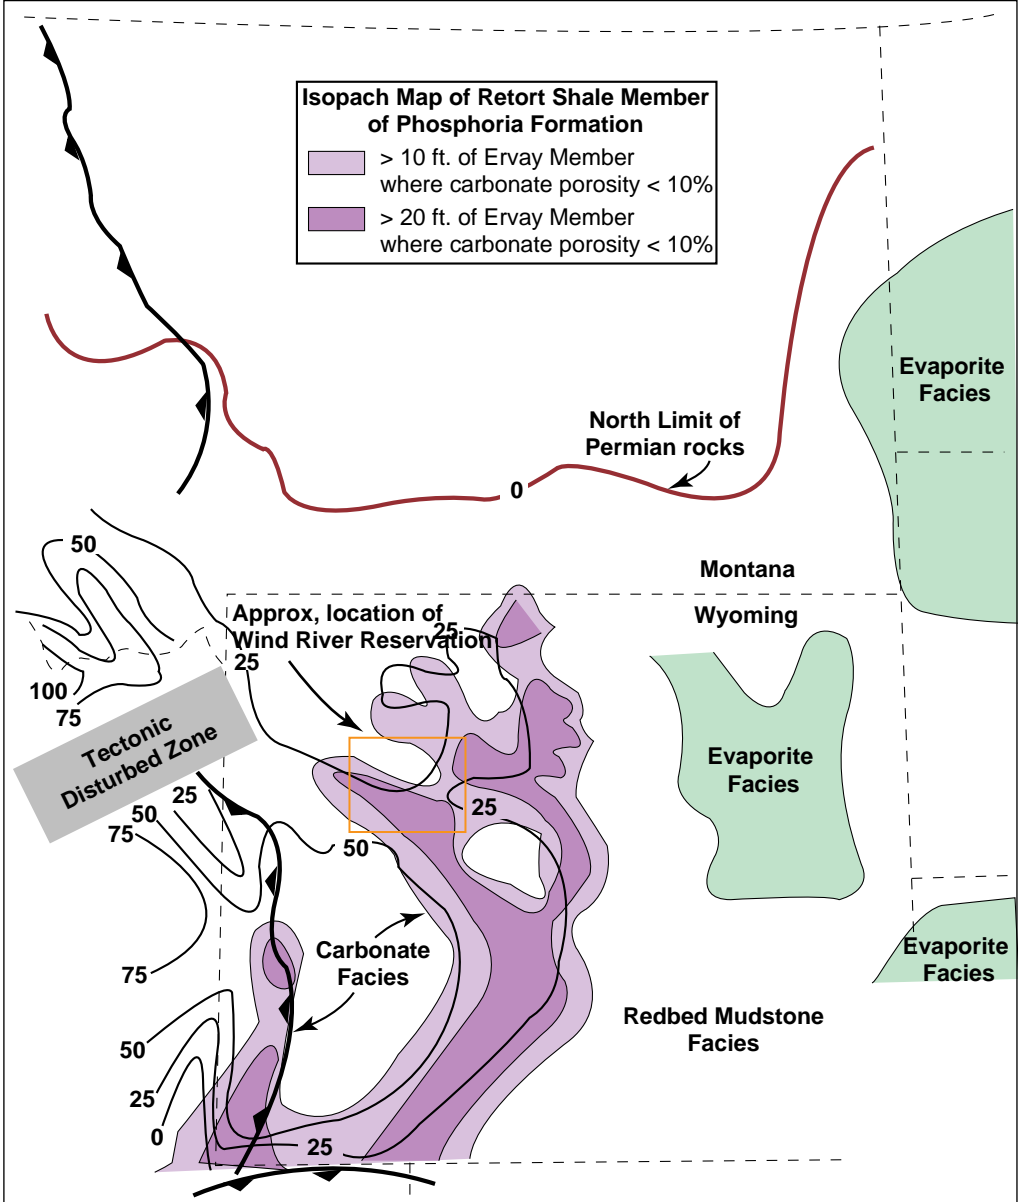 Isopach Map of Retort Shale Member
of Phosphoria Formation
> 10 ft. of Ervay Member
where carbonate porosity < 10%
> 20 ft. of Ervay Member
where carbonate porosity < 10%
Evaporite
Facies
North Limit of
Permian rocks
0
50
Montana
Wyoming
Approx, location of
Wind River Reservation
25
25
100
75
Tectonic
Disturbed Zone
Evaporite
Facies
25
50
75
25
50
Carbonate
Facies
Evaporite
Facies
75
Redbed Mudstone
Facies
50
25
0
25